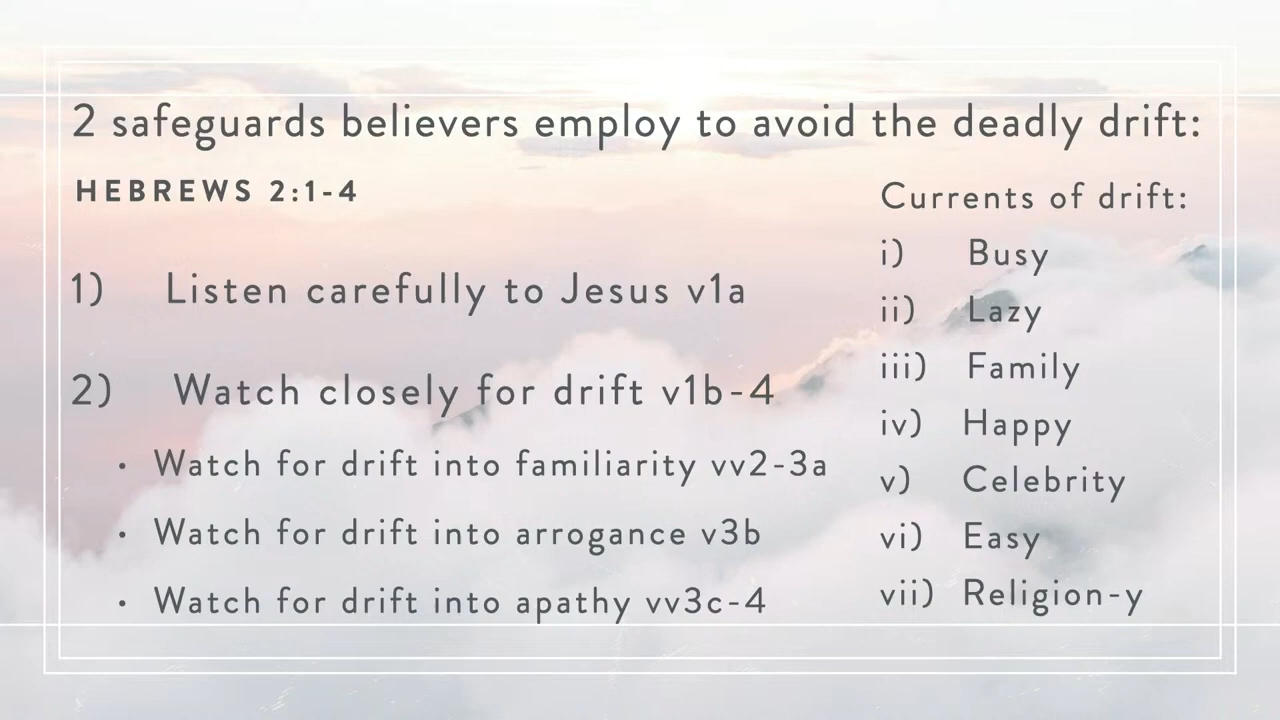 2 safeguards believers employ to avoid the deadly drift:
HEBREWS 2:1-4
1) Listen carefully to Jesus v1a
2) Watch closely for drift v1b-4
• Watch for drift into familiarity vv2-3a
• Watch for drift into arrogance v3b
• Watch for drift into apathy vv3c-4
Currents of drift:
i) Busy
ii) Lazy
iii) Family
iv) Happy
v) Celebrity
vi) Easy
vii) Religion-y